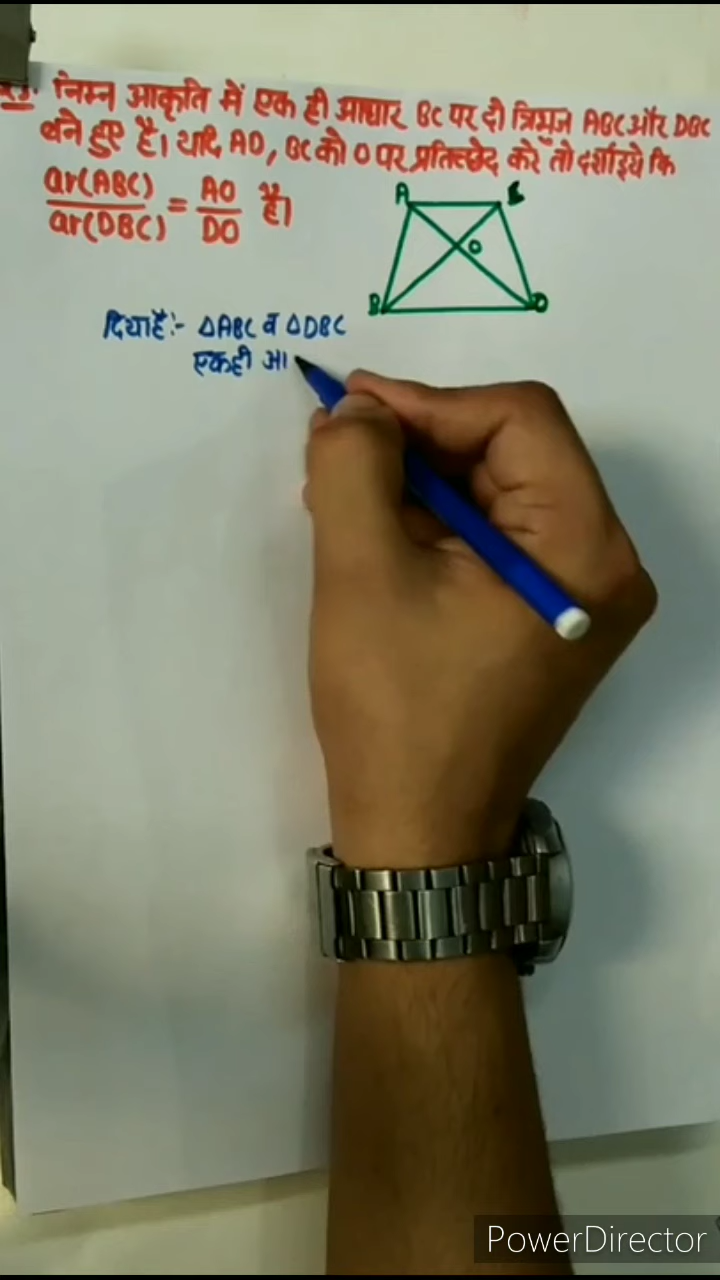 निम्न आकृति में एक ही आधार BC पर दो त्रिभुज ABC और DBC
बने हुए है। यदि AD, BC को O पर प्रतिच्छेद करे तो दर्शाइये कि
ar(ABC) / ar(DBC) = AO / DO है।
A
O
B
D
दिया है:- △ABC व △DBC
एक ही आ
PowerDirector